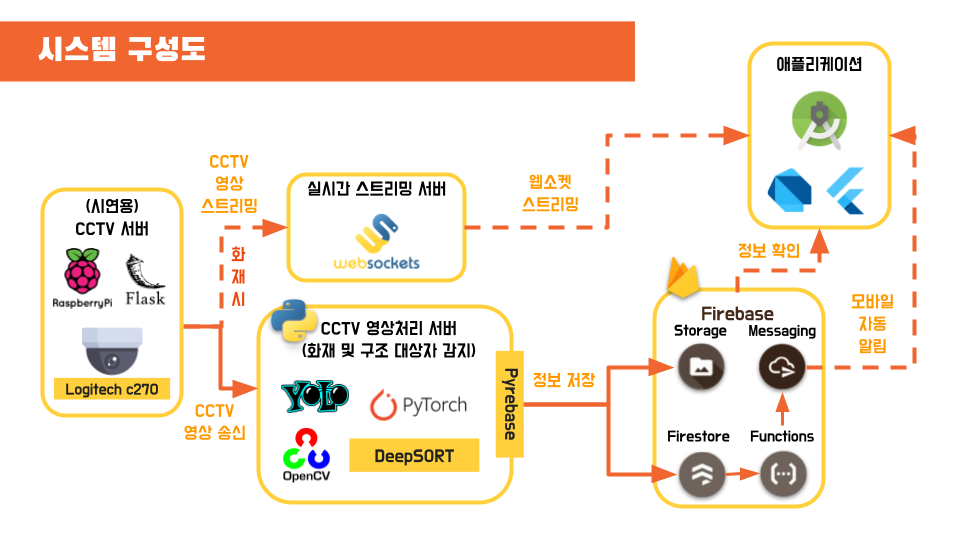 시스템 구성도
애플리케이션
CCTV
영상
스트리밍
실시간 스트리밍 서버
websockets
웹소켓
스트리밍
(시연용)
CCTV 서버
RaspberryPi
Flask
Logitech c270
화
재
시
CCTV
영상 송신
CCTV 영상처리 서버
(화재 및 구조 대상자 감지)
YOLO
PyTorch
OpenCV
DeepSORT
Pyrebase
정보 저장
정보 확인
Firebase
Storage
Messaging
Firestore
Functions
모바일
자동
알림